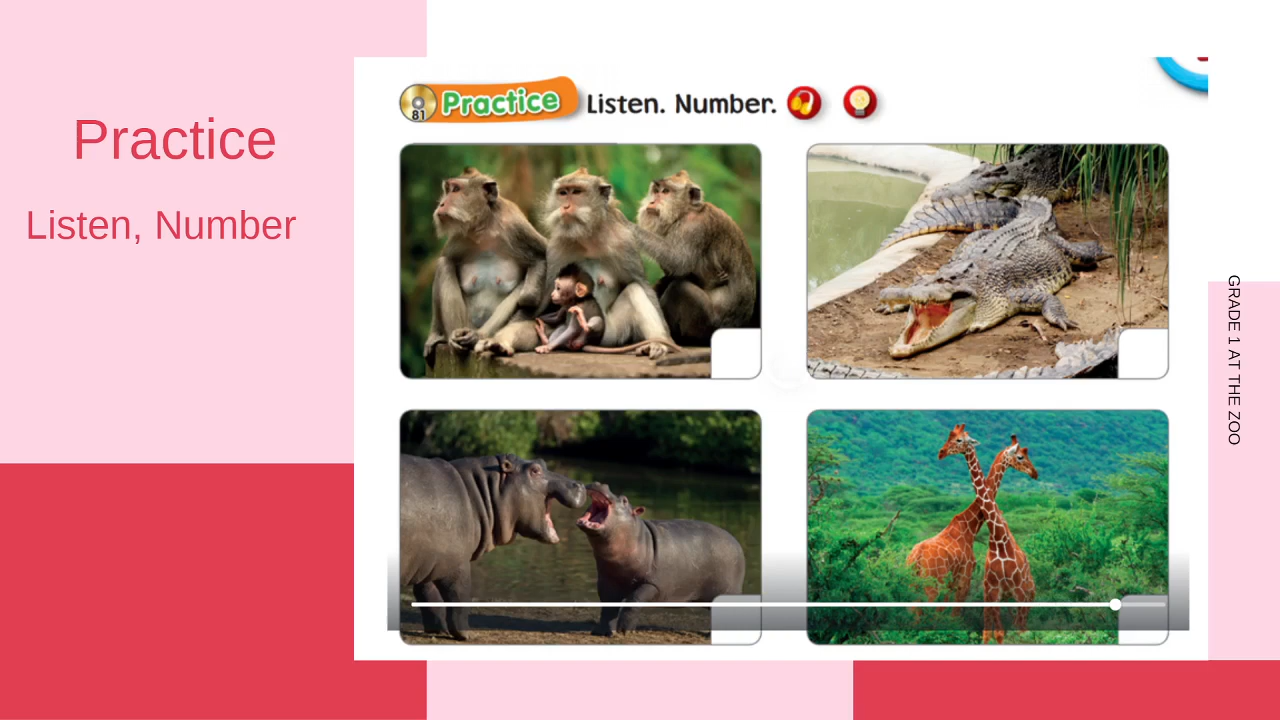 Practice
Listen, Number
81 Practice Listen. Number.
GRADE 1 AT THE ZOO